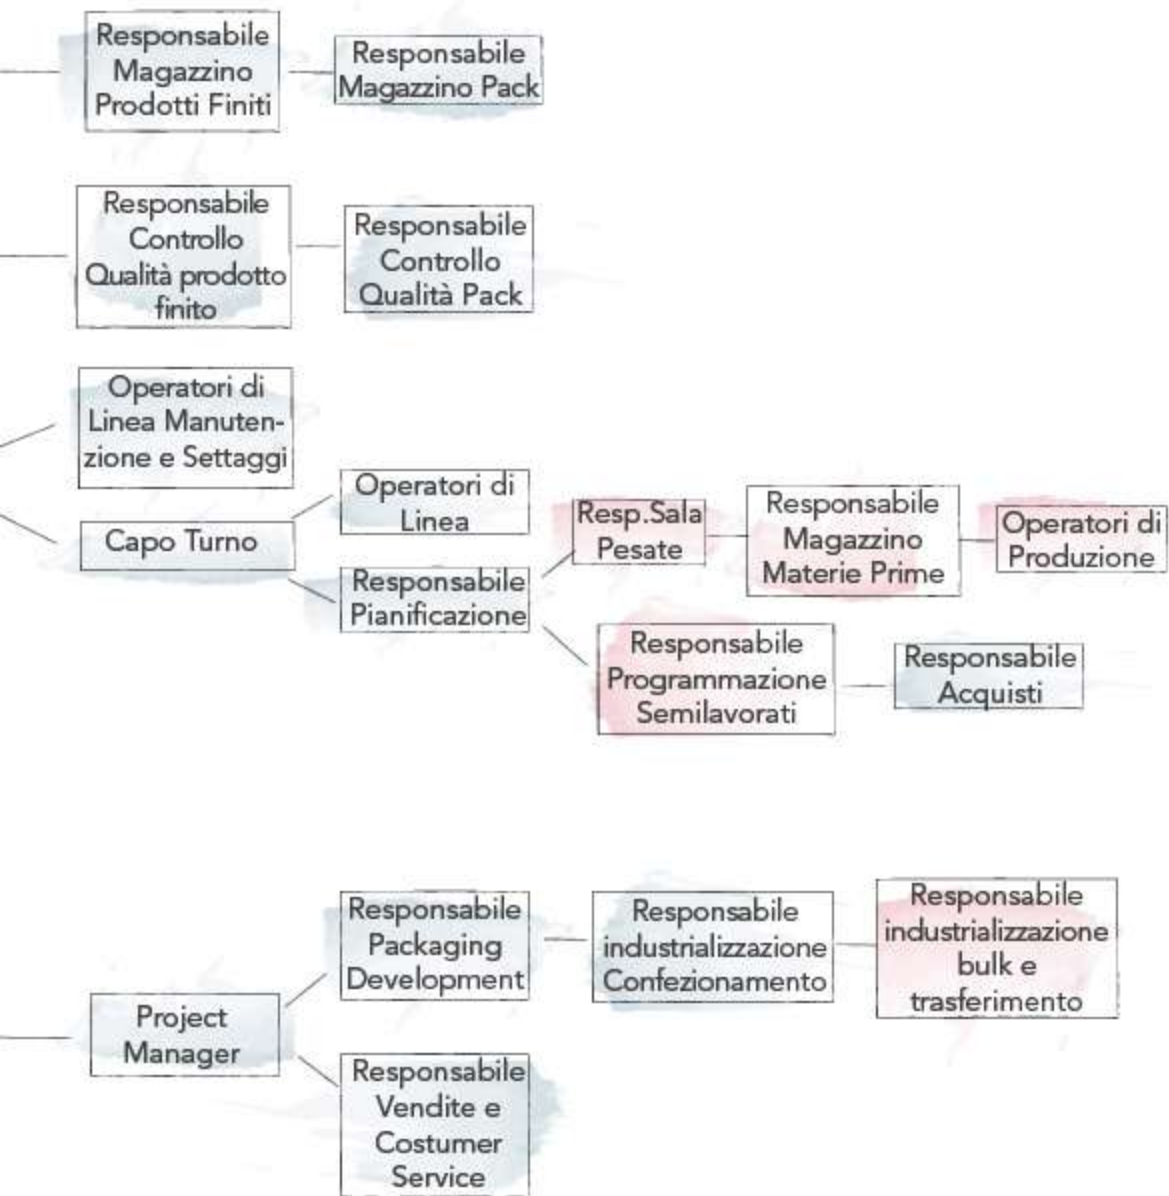 Responsabile
Magazzino
Prodotti Finiti
Responsabile
Magazzino Pack
Responsabile
Controllo
Qualità prodotto
finito
Responsabile
Controllo
Qualità Pack
Operatori di
Linea Manuten-
zione e Settaggi
Capo Turno
Operatori di
Linea
Responsabile
Pianificazione
Resp.Sala
Pesate
Responsabile
Magazzino
Materie Prime
Operatori di
Produzione
Responsabile
Programmazione
Semilavorati
Responsabile
Acquisti
Project
Manager
Responsabile
Packaging
Development
Responsabile
industrializzazione
Confezionamento
Responsabile
industrializzazione
bulk e
trasferimento
Responsabile
Vendite e
Costumer
Service